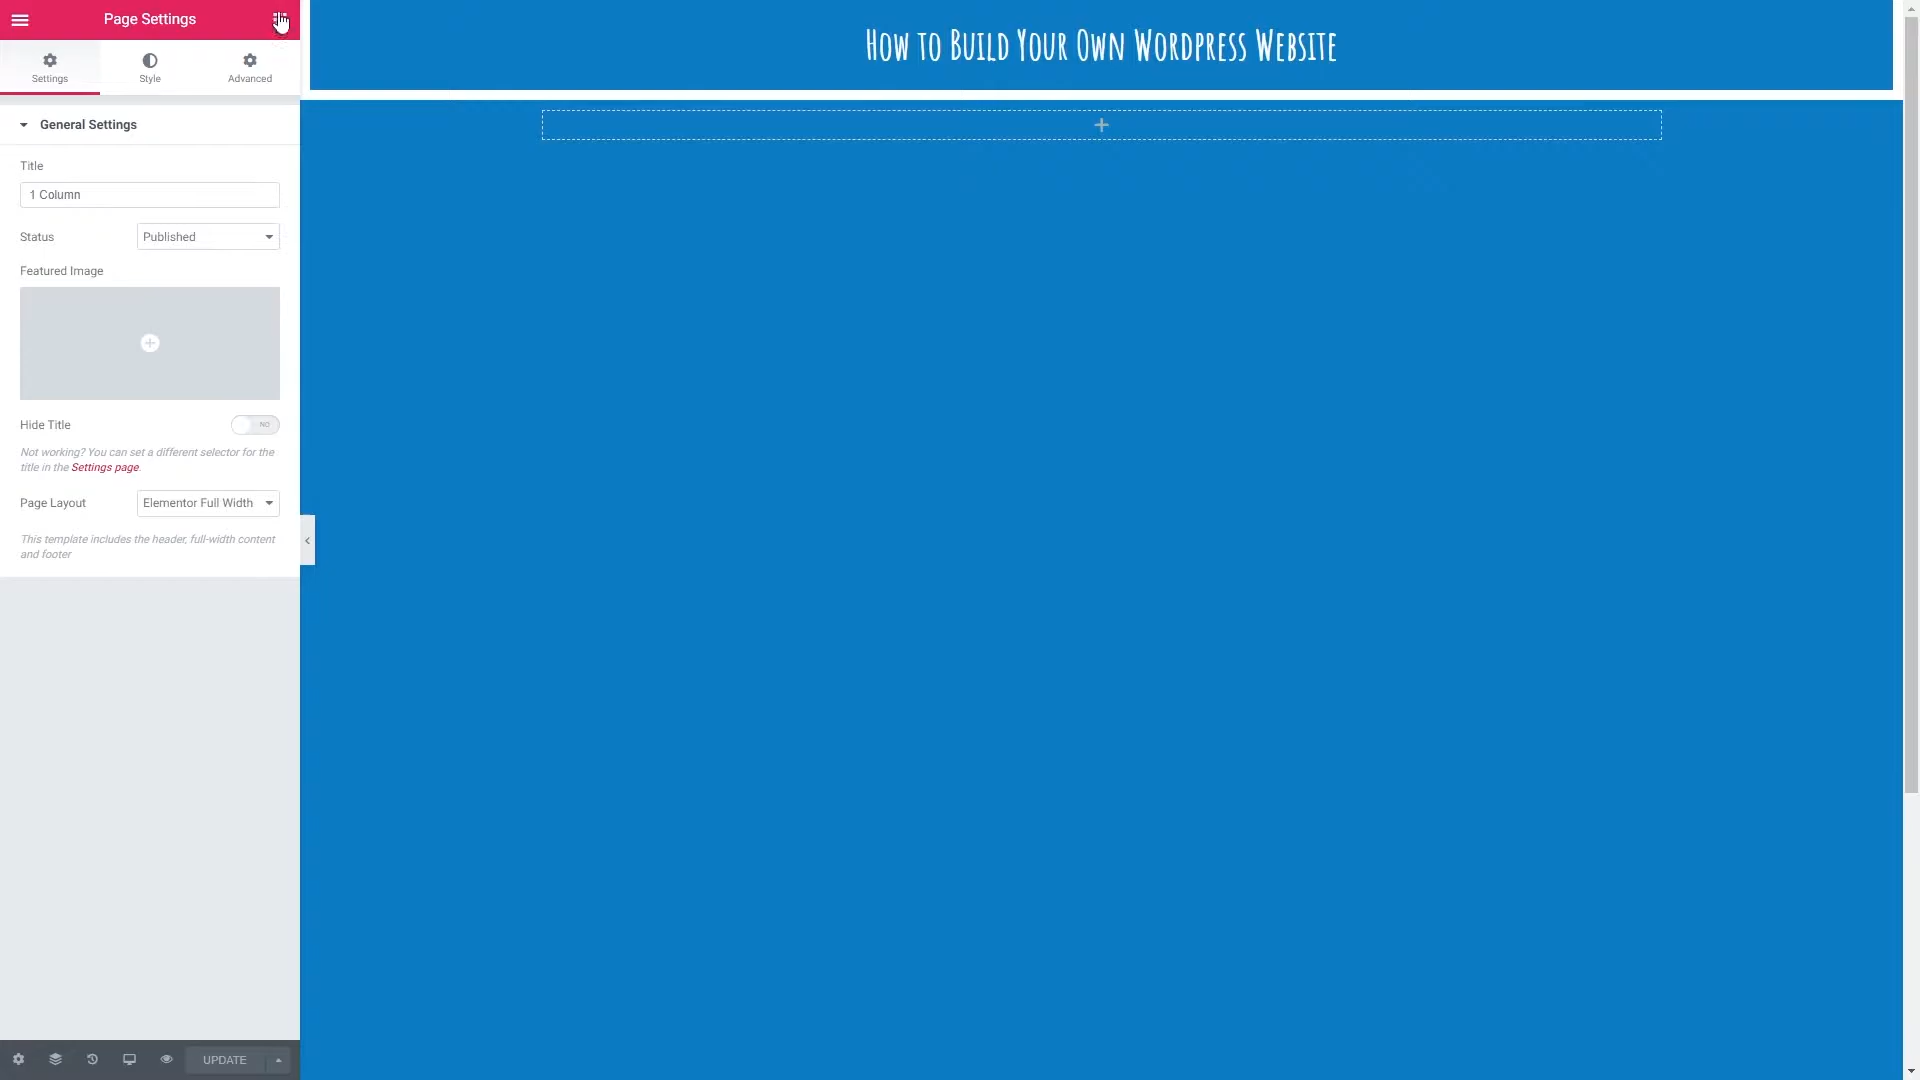 Page Settings
Settings
Style
Advanced
General Settings
Title
1 Column
Status
Published
Featured Image
Hide Title
NO
Not working? You can set a different selector for the
title in the Settings page.
Page Layout
Elementor Full Width
This template includes the header, full-width content
and footer
UPDATE
How to Build Your Own Wordpress Website